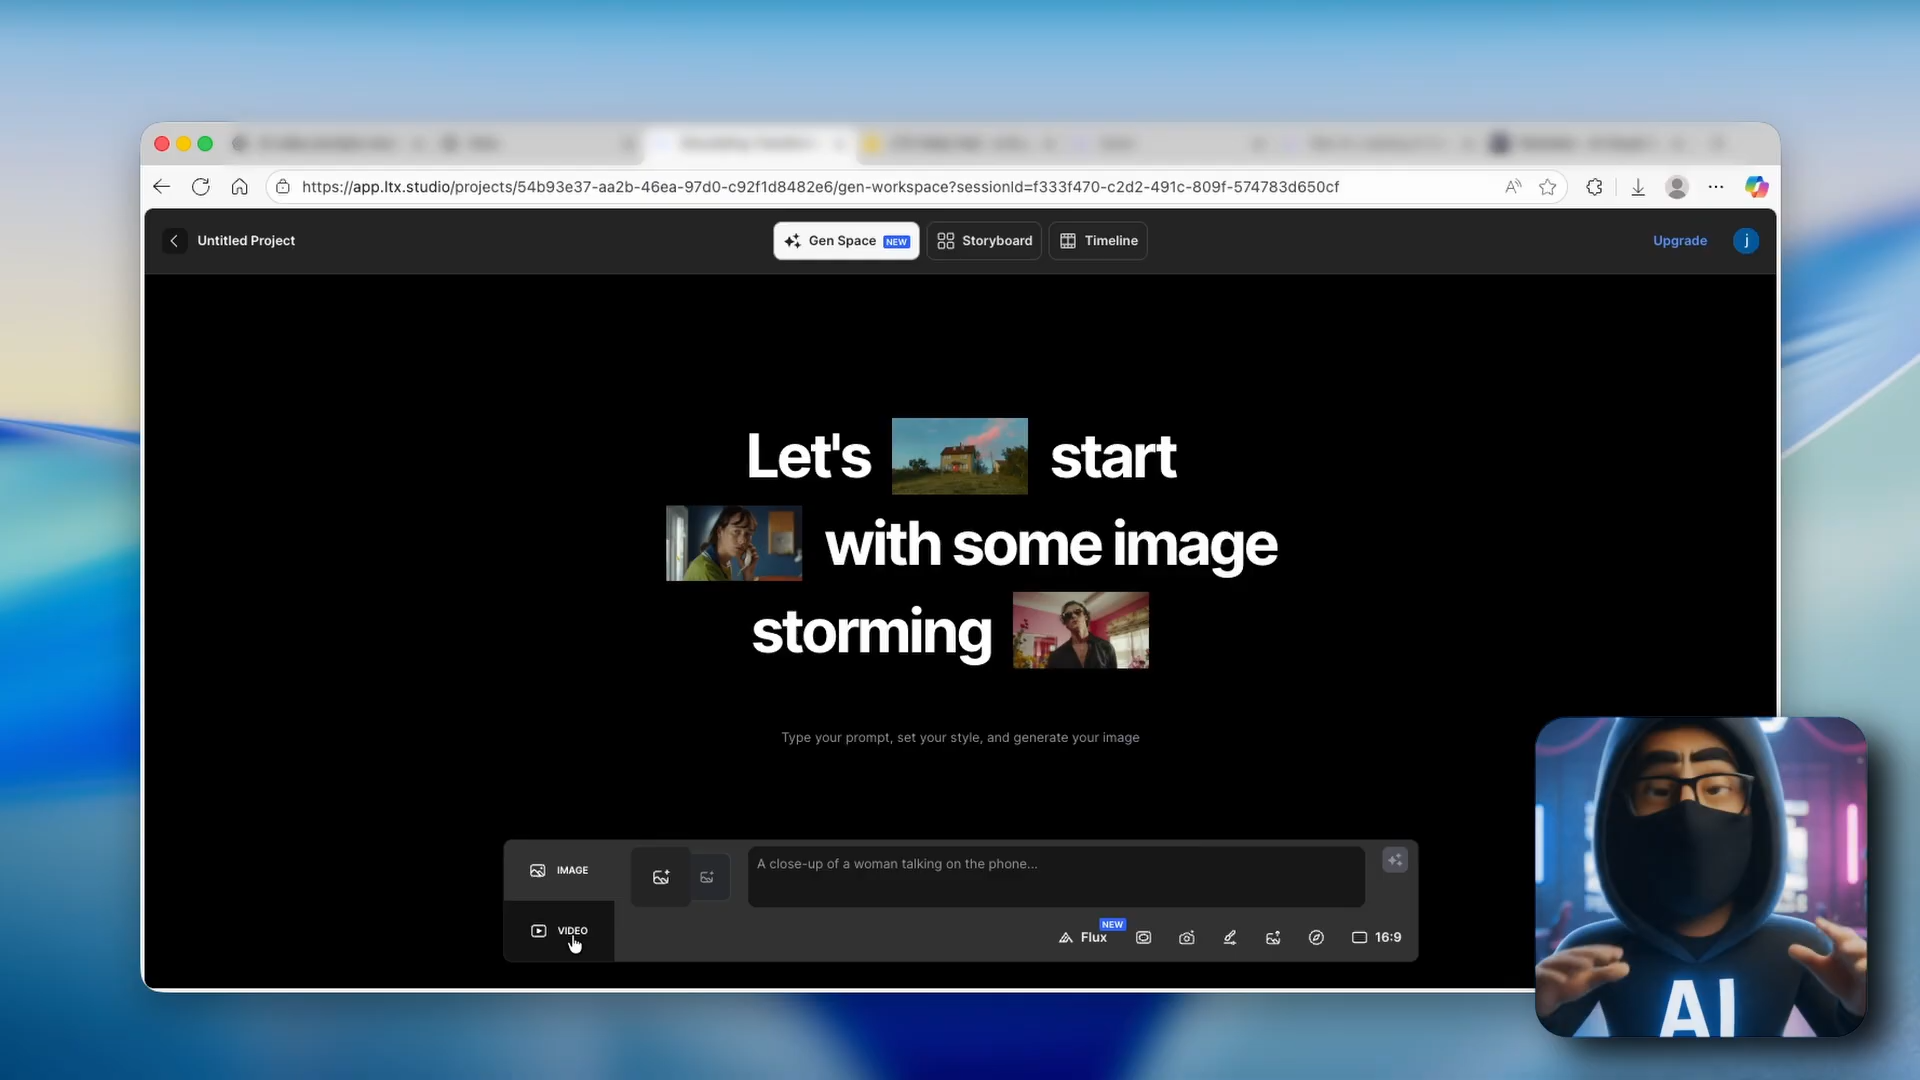 https://app.ltx.studio/projects/54b93e37-aa2b-46ea-97d0-c92f1d8482e6/gen-workspace?sessionId=f333f470-c2d2-491c-809f-574783d650cf
Untitled Project
Gen Space NEW
Storyboard
Timeline
Upgrade
j
Let's start
with some image
storming
Type your prompt, set your style, and generate your image
IMAGE
A close-up of a woman talking on the phone...
VIDEO
NEW
Flux
16:9
AI